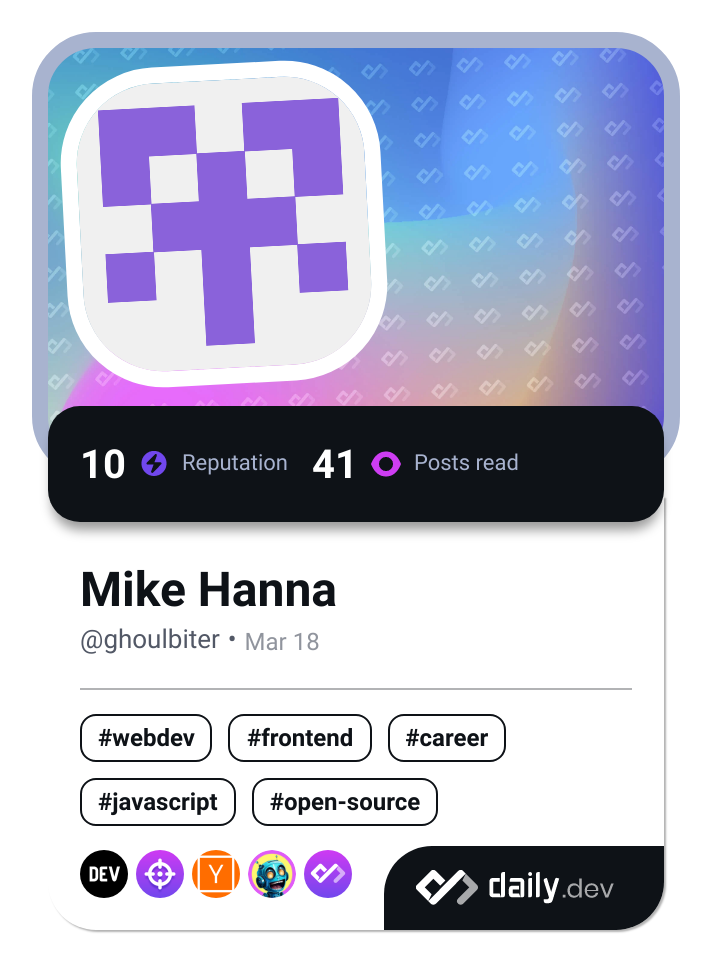 10 Reputation 41 Posts read
Mike Hanna
@ghoulbiter • Mar 18
#webdev #frontend #career
#javascript #open-source
DEV Y daily.dev